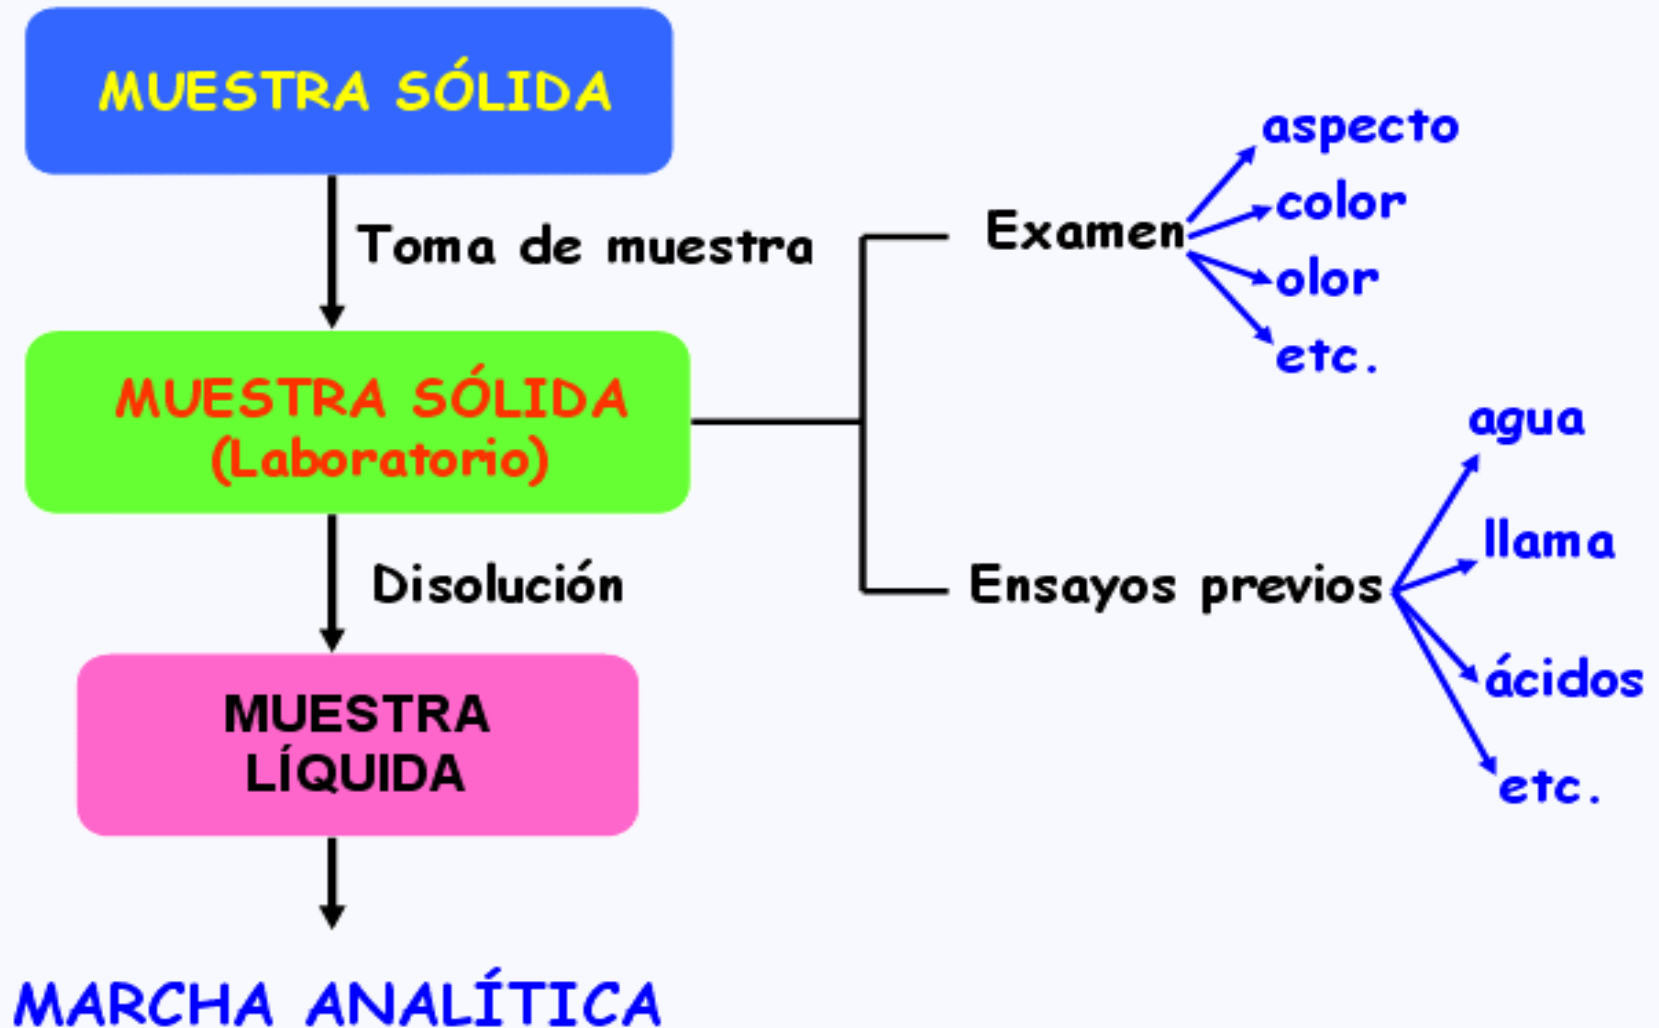 MUESTRA SÓLIDA
Toma de muestra
MUESTRA SÓLIDA
(Laboratorio)
Examen
aspecto
color
olor
etc.
Ensayos previos
agua
llama
ácidos
etc.
Disolución
MUESTRA
LÍQUIDA
MARCHA ANALÍTICA